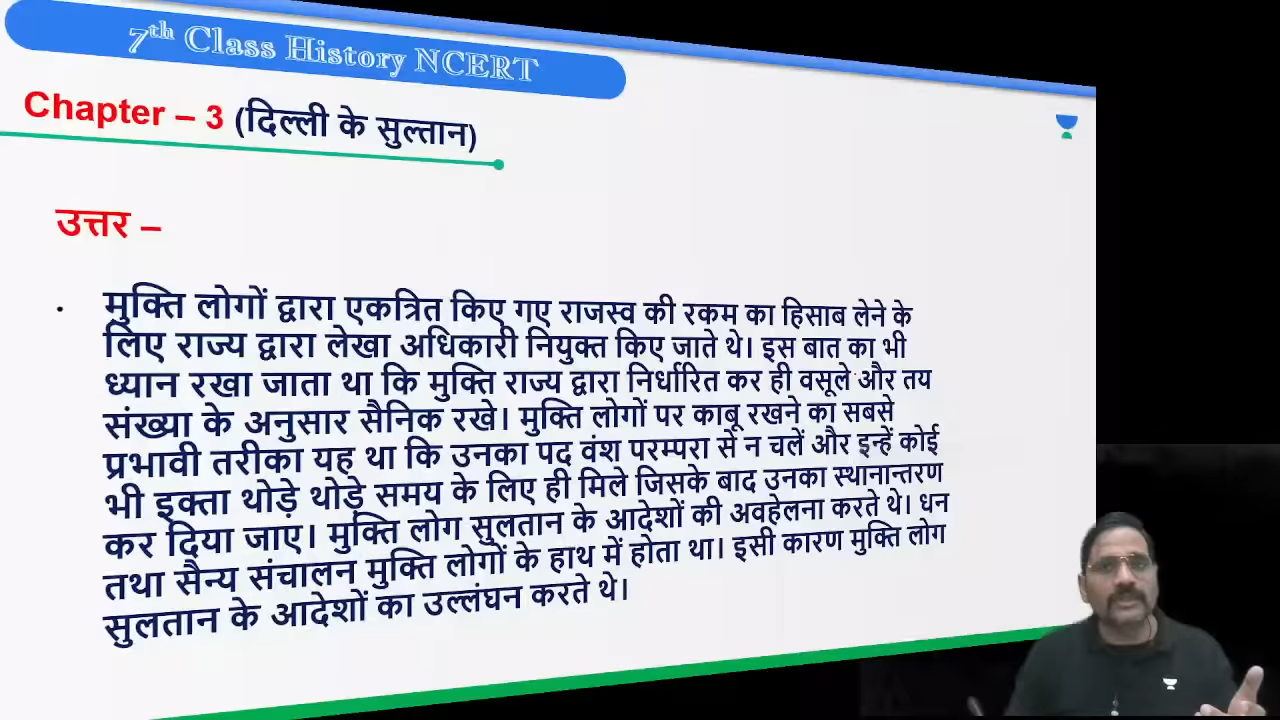 7th Class History NCERT
Chapter – 3 (दिल्ली के सुल्तान)
उत्तर –
• मुक्ति लोगों द्वारा एकत्रित किए गए राजस्व की रकम का हिसाब लेने के
लिए राज्य द्वारा लेखा अधिकारी नियुक्त किए जाते थे। इस बात का भी
ध्यान रखा जाता था कि मुक्ति राज्य द्वारा निर्धारित कर ही वसूले और तय
संख्या के अनुसार सैनिक रखे। मुक्ति लोगों पर काबू रखने का सबसे
प्रभावी तरीका यह था कि उनका पद वंश परम्परा से न चलें और इन्हें कोई
भी इक्ता थोड़े थोड़े समय के लिए ही मिले जिसके बाद उनका स्थानान्तरण
कर दिया जाए। मुक्ति लोग सुलतान के आदेशों की अवहेलना करते थे। धन
तथा सैन्य संचालन मुक्ति लोगों के हाथ में होता था। इसी कारण मुक्ति लोग
सुलतान के आदेशों का उल्लंघन करते थे।